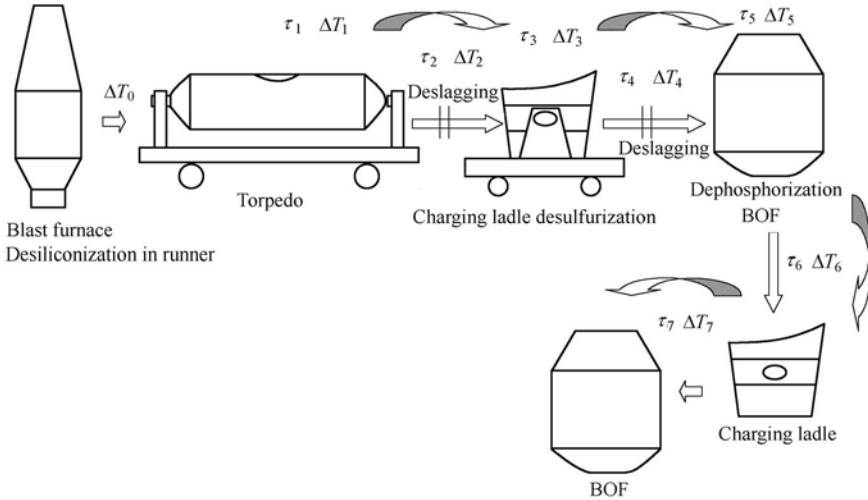 τ₁ ΔT₁
τ₃ ΔT₃
τ₅ ΔT₅
τ₂ ΔT₂
τ₄ ΔT₄
ΔT₀
Deslagging
Deslagging
Torpedo
Charging ladle desulfurization
Dephosphorization
BOF
Blast furnace
Desiliconization in runner
τ₆ ΔT₆
τ₇ ΔT₇
Charging ladle
BOF